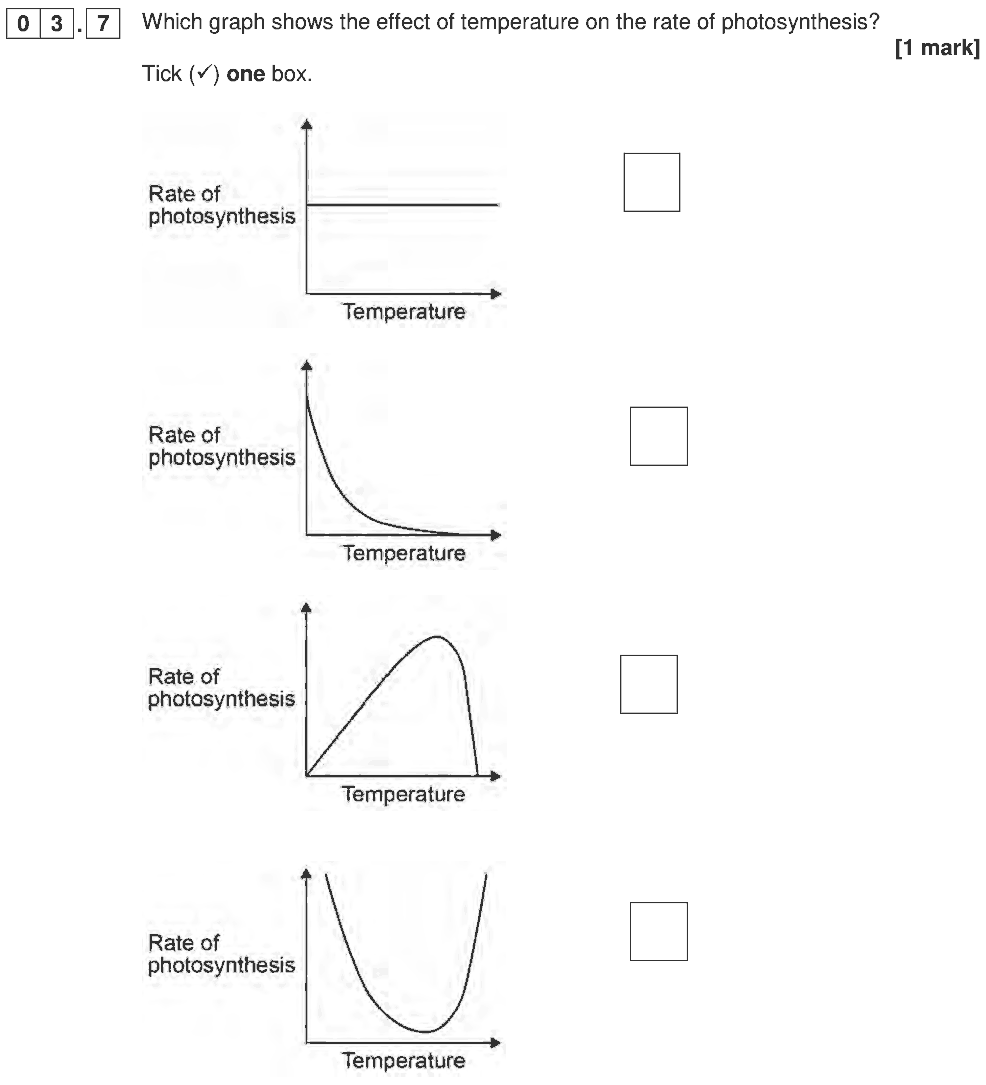 0 3 . 7 Which graph shows the effect of temperature on the rate of photosynthesis?
[1 mark]
Tick (✓) one box.
Rate of
photosynthesis
Temperature
Rate of
photosynthesis
Temperature
Rate of
photosynthesis
Temperature
Rate of
photosynthesis
Temperature